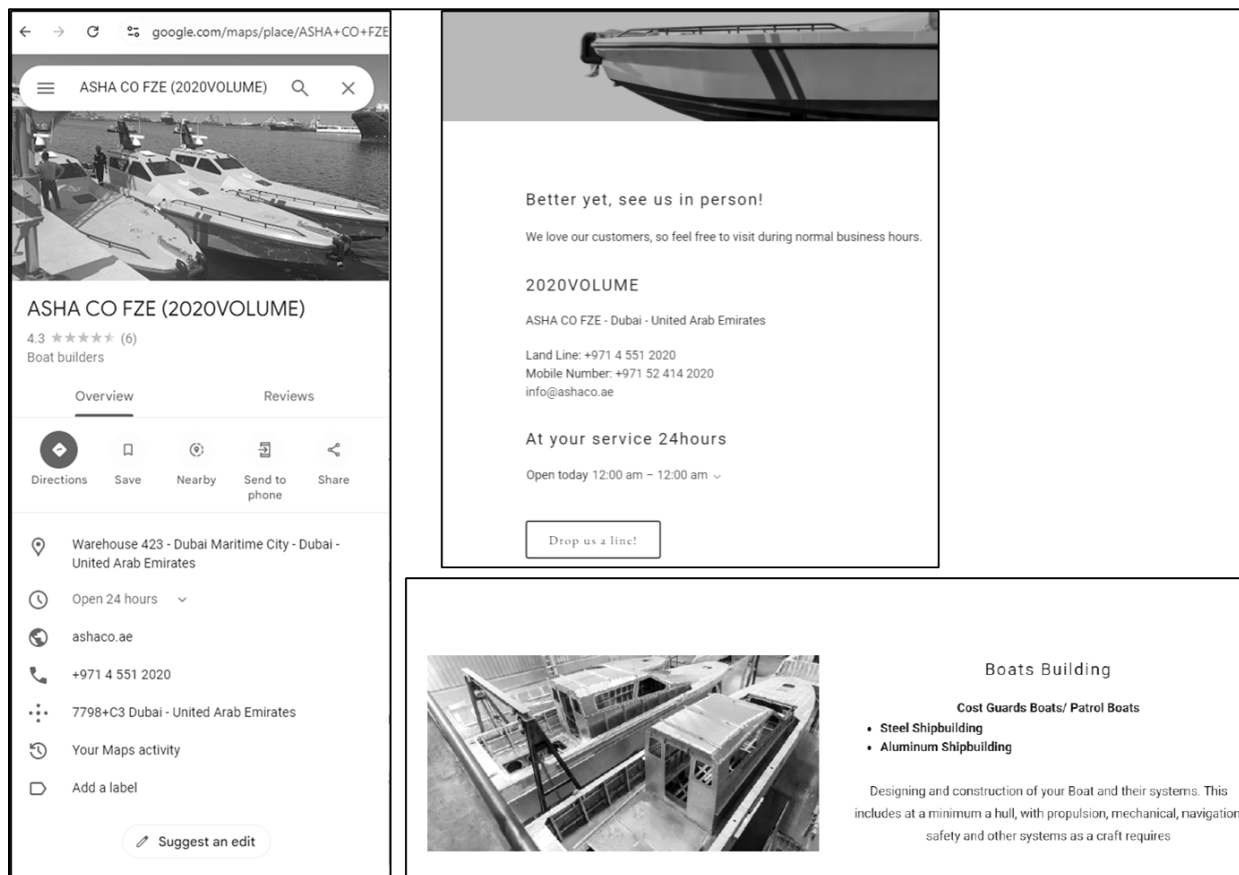 google.com/maps/place/ASHA+CO+FZE
ASHA CO FZE (2020VOLUME)
ASHA CO FZE (2020VOLUME)
4.3 (6)
Boat builders
Overview
Reviews
Directions
Save
Nearby
Send to
phone
Share
Warehouse 423 - Dubai Maritime City - Dubai -
United Arab Emirates
Open 24 hours
ashaco.ae
+971 4 551 2020
7798+C3 Dubai - United Arab Emirates
Your Maps activity
Add a label
Suggest an edit
Better yet, see us in person!
We love our customers, so feel free to visit during normal business hours.
2020VOLUME
ASHA CO FZE - Dubai - United Arab Emirates
Land Line: +971 4 551 2020
Mobile Number: +971 52 414 2020
info@ashaco.ae
At your service 24hours
Open today 12:00 am – 12:00 am
Drop us a line!
Boats Building
Cost Guards Boats/ Patrol Boats
• Steel Shipbuilding
• Aluminum Shipbuilding
Designing and construction of your Boat and their systems. This
includes at a minimum a hull, with propulsion, mechanical, navigation
safety and other systems as a craft requires